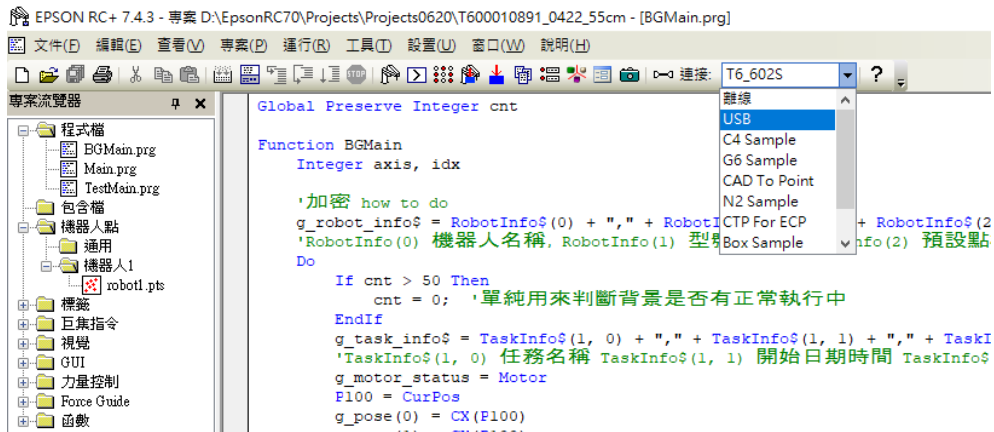 EPSON RC+ 7.4.3 - 專案 D:\EpsonRC70\Projects\Projects0620\T600010891_0422_55cm - [BGMain.prg]
文件(F) 編輯(E) 查看(V) 專案(P) 運行(R) 工具(T) 設置(U) 窗口(W) 說明(H)
連接: T6_602S
離線
USB
C4 Sample
G6 Sample
CAD To Point
N2 Sample
CTP For ECP
Box Sample
專案流覽器
程式檔
BGMain.prg
Main.prg
TestMain.prg
包含檔
機器人點
通用
機器人1
robot1.pts
標籤
巨集指令
視覺
GUI
力量控制
Force Guide
函數
Global Preserve Integer cnt
Function BGMain
Integer axis, idx
'加密 how to do
g_robot_info$ = RobotInfo$(0) + "," + RobotI + RobotInfo$(2
'RobotInfo(0) 機器人名稱, RobotInfo(1) 型 nfo(2) 預設點
Do
If cnt > 50 Then
cnt = 0; '單純用來判斷背景是否有正常執行中
EndIf
g_task_info$ = TaskInfo$(1, 0) + "," + TaskInfo$(1, 1) + "," + TaskI
'TaskInfo$(1, 0) 任務名稱 TaskInfo$(1, 1) 開始日期時間 TaskInfo$
g_motor_status = Motor
P100 = CurPos
g_pose(0) = CX(P100)